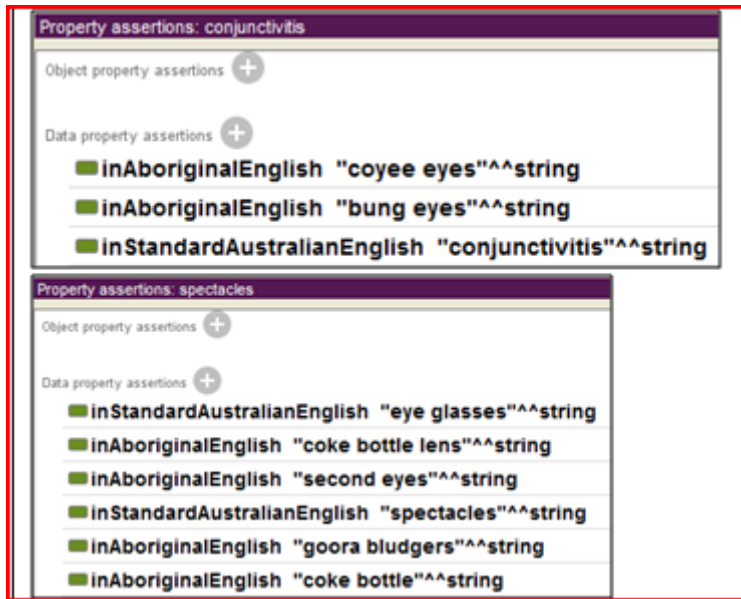 Property assertions: conjunctivitis
Object property assertions
Data property assertions
inAboriginalEnglish "coyee eyes"^^string
inAboriginalEnglish "bung eyes"^^string
inStandardAustralianEnglish "conjunctivitis"^^string
Property assertions: spectacles
Object property assertions
Data property assertions
inStandardAustralianEnglish "eye glasses"^^string
inAboriginalEnglish "coke bottle lens"^^string
inAboriginalEnglish "second eyes"^^string
inStandardAustralianEnglish "spectacles"^^string
inAboriginalEnglish "goora bludgers"^^string
inAboriginalEnglish "coke bottle"^^string